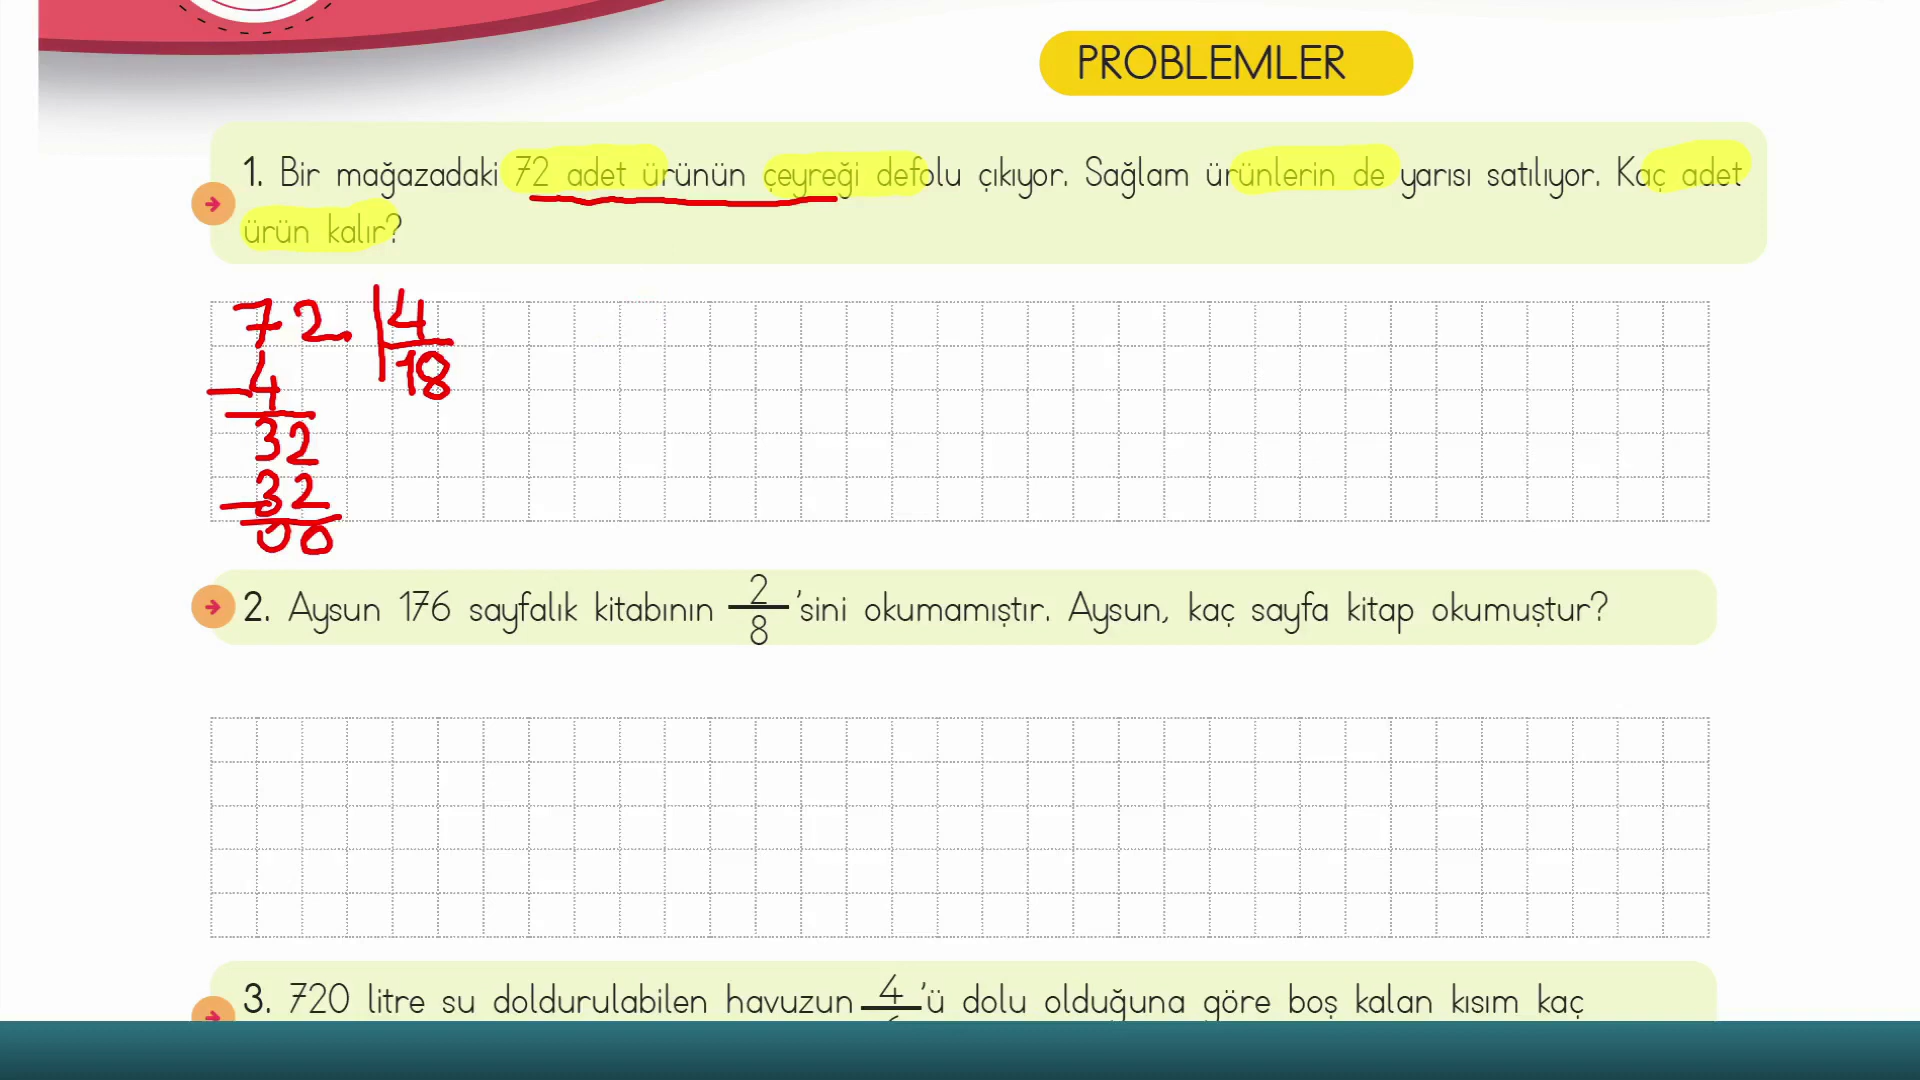 PROBLEMLER
1. Bir mağazadaki 72 adet ürünün çeyreği defolu çıkıyor. Sağlam ürünlerin de yarısı satılıyor. Kaç adet
ürün kalır?
72 4
18
- 4
32
- 32
00
2. Aysun 176 sayfalık kitabının 2/8 'sini okumamıştır. Aysun, kaç sayfa kitap okumuştur?
3. 720 litre su doldurulabilen havuzun 4 'ü dolu olduğuna göre boş kalan kısım kaç